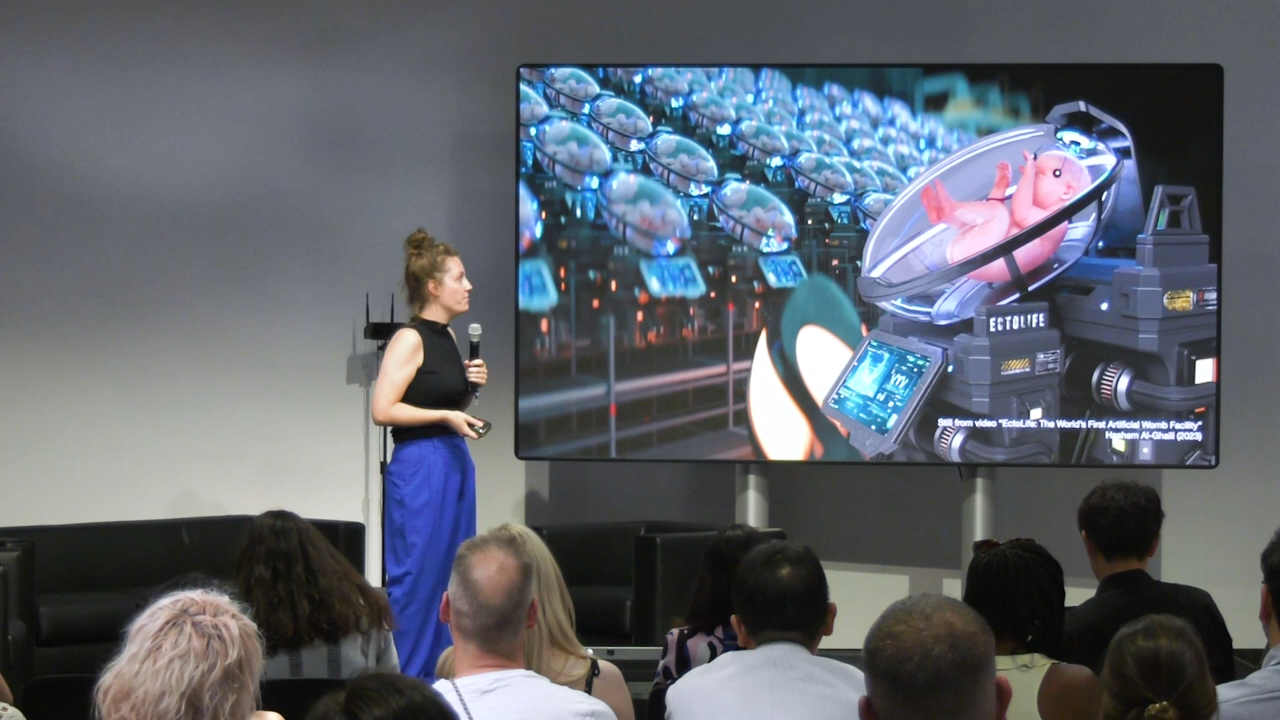 ECTOLIFE
Still from video "EctoLife: The World's First Artificial Womb Facility"
Hashem Al-Ghaili (2023)